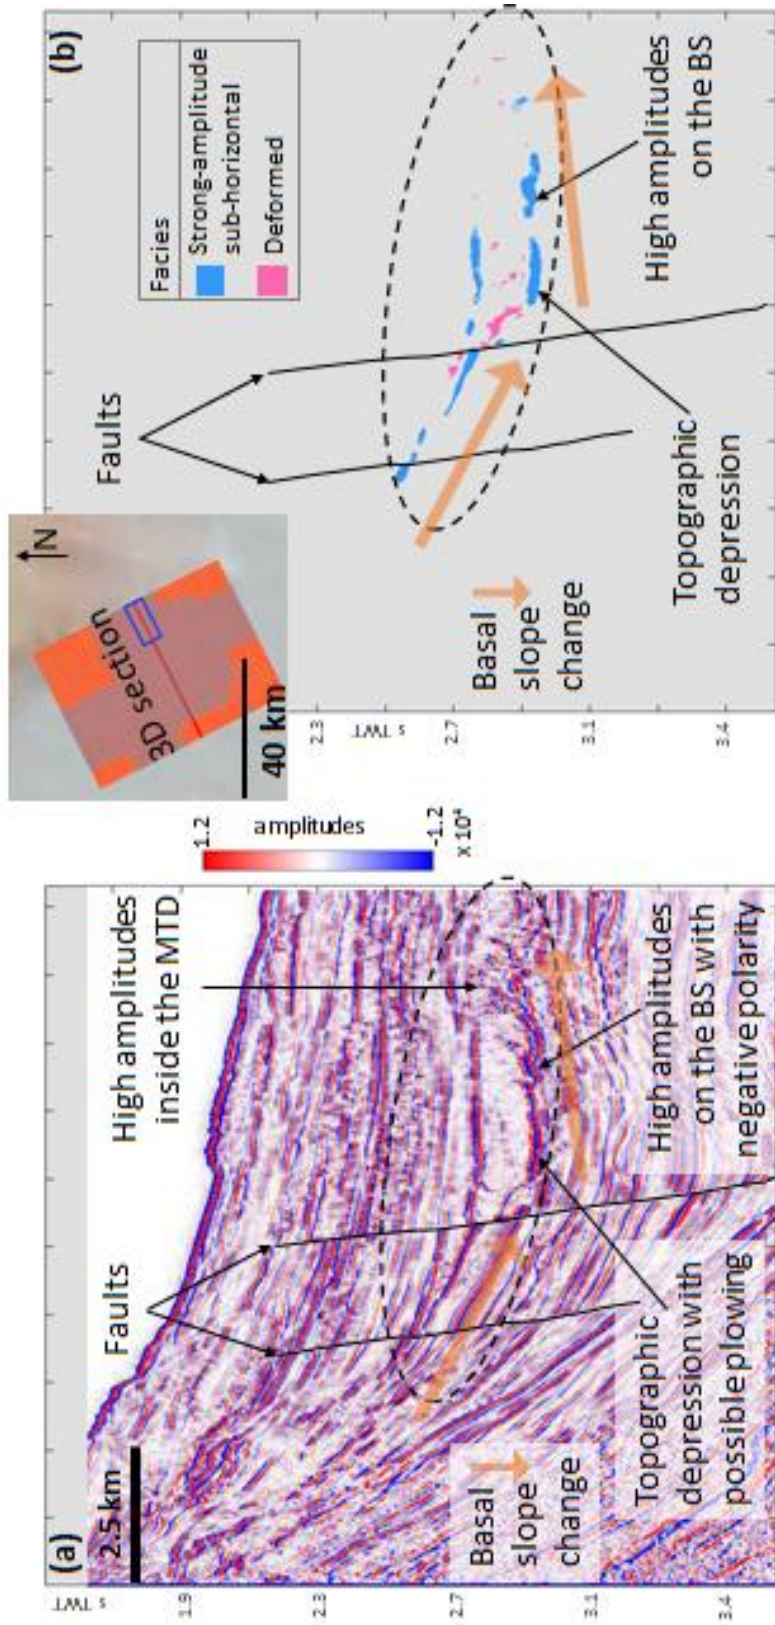 (a)
2.5 km
Faults
High amplitudes
inside the MTD
s TWT
1.9
2.3
2.7
3.1
3.4
Basal
slope
change
Topographic
depression with
possible plowing
High amplitudes
on the BS with
negative polarity
1.2
amplitudes
-1.2
x 10⁴
3D section
N
40 km
(b)
Faults
Facies
Strong-amplitude
sub-horizontal
Deformed
s TWT
2.3
2.7
3.1
3.4
Basal
slope
change
Topographic
depression
High amplitudes
on the BS